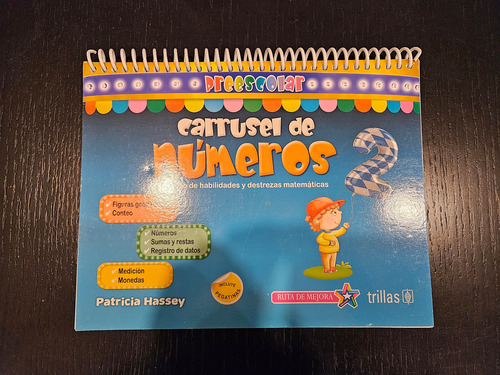 Preescolar
carrusel de
números
2
de habilidades y destrezas matemáticas
Figuras
Conteo
Números
Sumas y restas
Registro de datos
Medición
Monedas
INCLUYE
PEGATINAS
Patricia Hassey
RUTA DE MEJORA
trillas